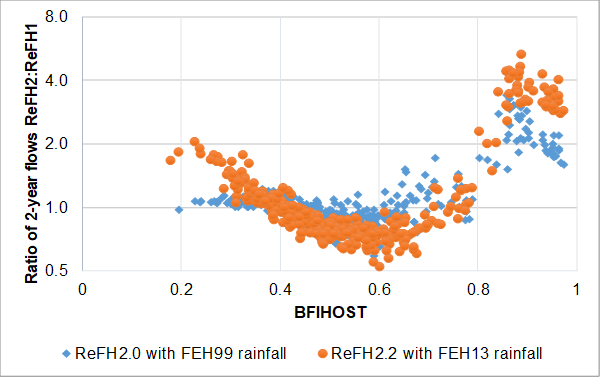 Ratio of 2-year flows ReFH2:ReFH1
8.0
4.0
2.0
1.0
0.5
0 0.2 0.4 0.6 0.8 1
BFIHOST
ReFH2.0 with FEH99 rainfall ReFH2.2 with FEH13 rainfall